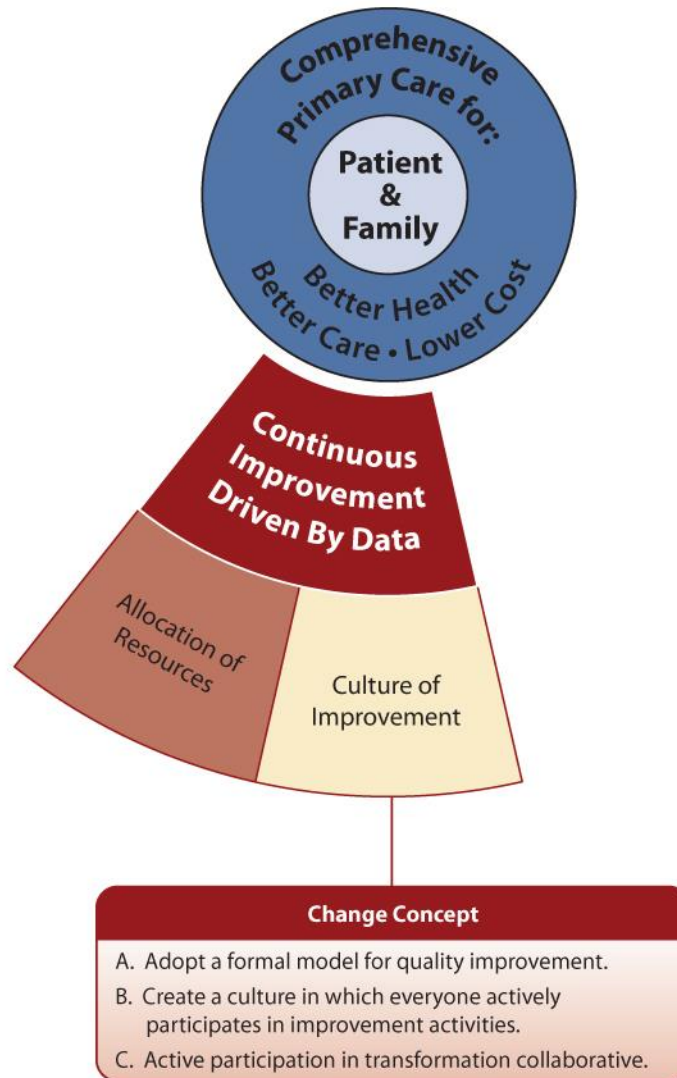 Comprehensive
Primary Care for:
Patient
&
Family
Better Health
Better Care • Lower Cost
Continuous
Improvement
Driven By Data
Allocation of
Resources
Culture of
Improvement
Change Concept
A. Adopt a formal model for quality improvement.
B. Create a culture in which everyone actively
participates in improvement activities.
C. Active participation in transformation collaborative.